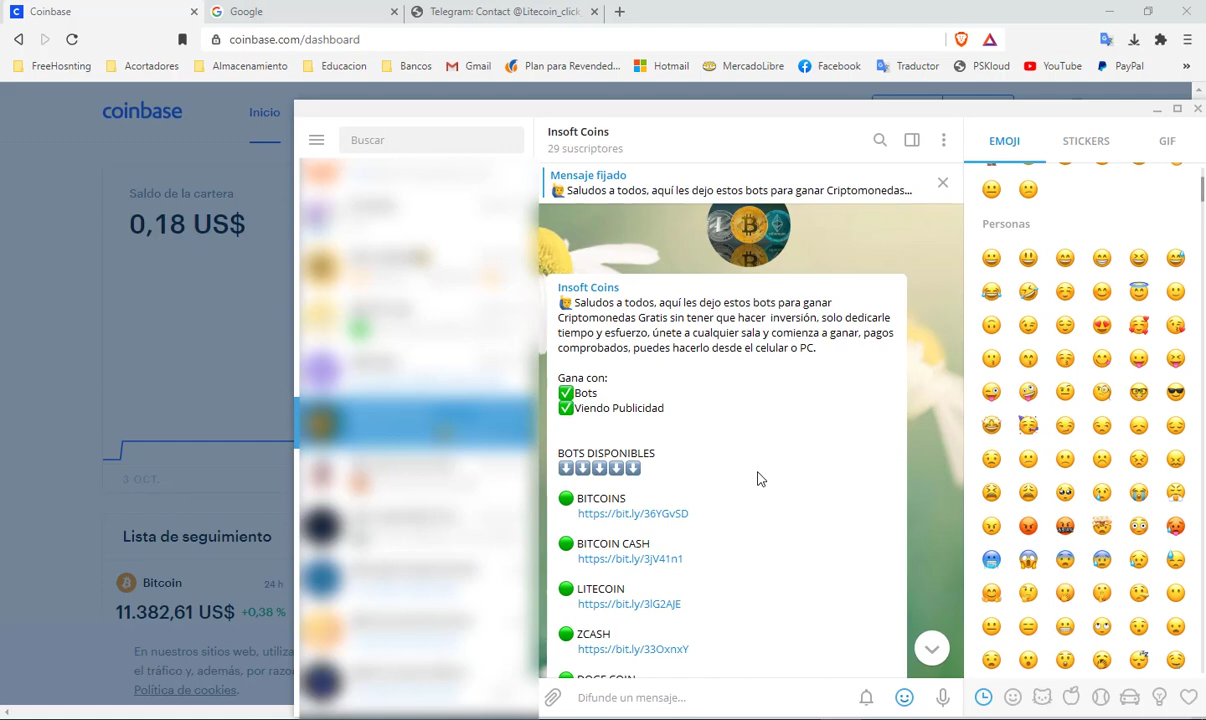 Coinbase
Google
Telegram: Contact @Litecoin_click
coinbase.com/dashboard
FreeHosnting
Acortadores
Almacenamiento
Educacion
Bancos
Gmail
Plan para Revended...
Hotmail
MercadoLibre
Facebook
Traductor
PSKloud
YouTube
PayPal
»
coinbase
Inicio
Saldo de la cartera
0,18 US$
3 OCT.
Lista de seguimiento
Bitcoin
24 h
11.382,61 US$ +0,38 %
En nuestros sitios web, utiliza
el tráfico y, además, por razo
Política de cookies.
Buscar
Insoft Coins
29 suscriptores
Mensaje fijado
🙋Saludos a todos, aquí les dejo estos bots para ganar Criptomonedas...
Insoft Coins
🙋Saludos a todos, aquí les dejo estos bots para ganar
Criptomonedas Gratis sin tener que hacer inversión, solo dedicarle
tiempo y esfuerzo, únete a cualquier sala y comienza a ganar, pagos
comprobados, puedes hacerlo desde el celular o PC.
Gana con:
✅Bots
✅Viendo Publicidad
BOTS DISPONIBLES
⬇⬇⬇⬇⬇
🟢 BITCOINS
https://bit.ly/36YGvSD
🟢 BITCOIN CASH
https://bit.ly/3jV41n1
🟢 LITECOIN
https://bit.ly/3lG2AJE
🟢 ZCASH
https://bit.ly/33OxnxY
Difunde un mensaje...
EMOJI
STICKERS
GIF
Personas